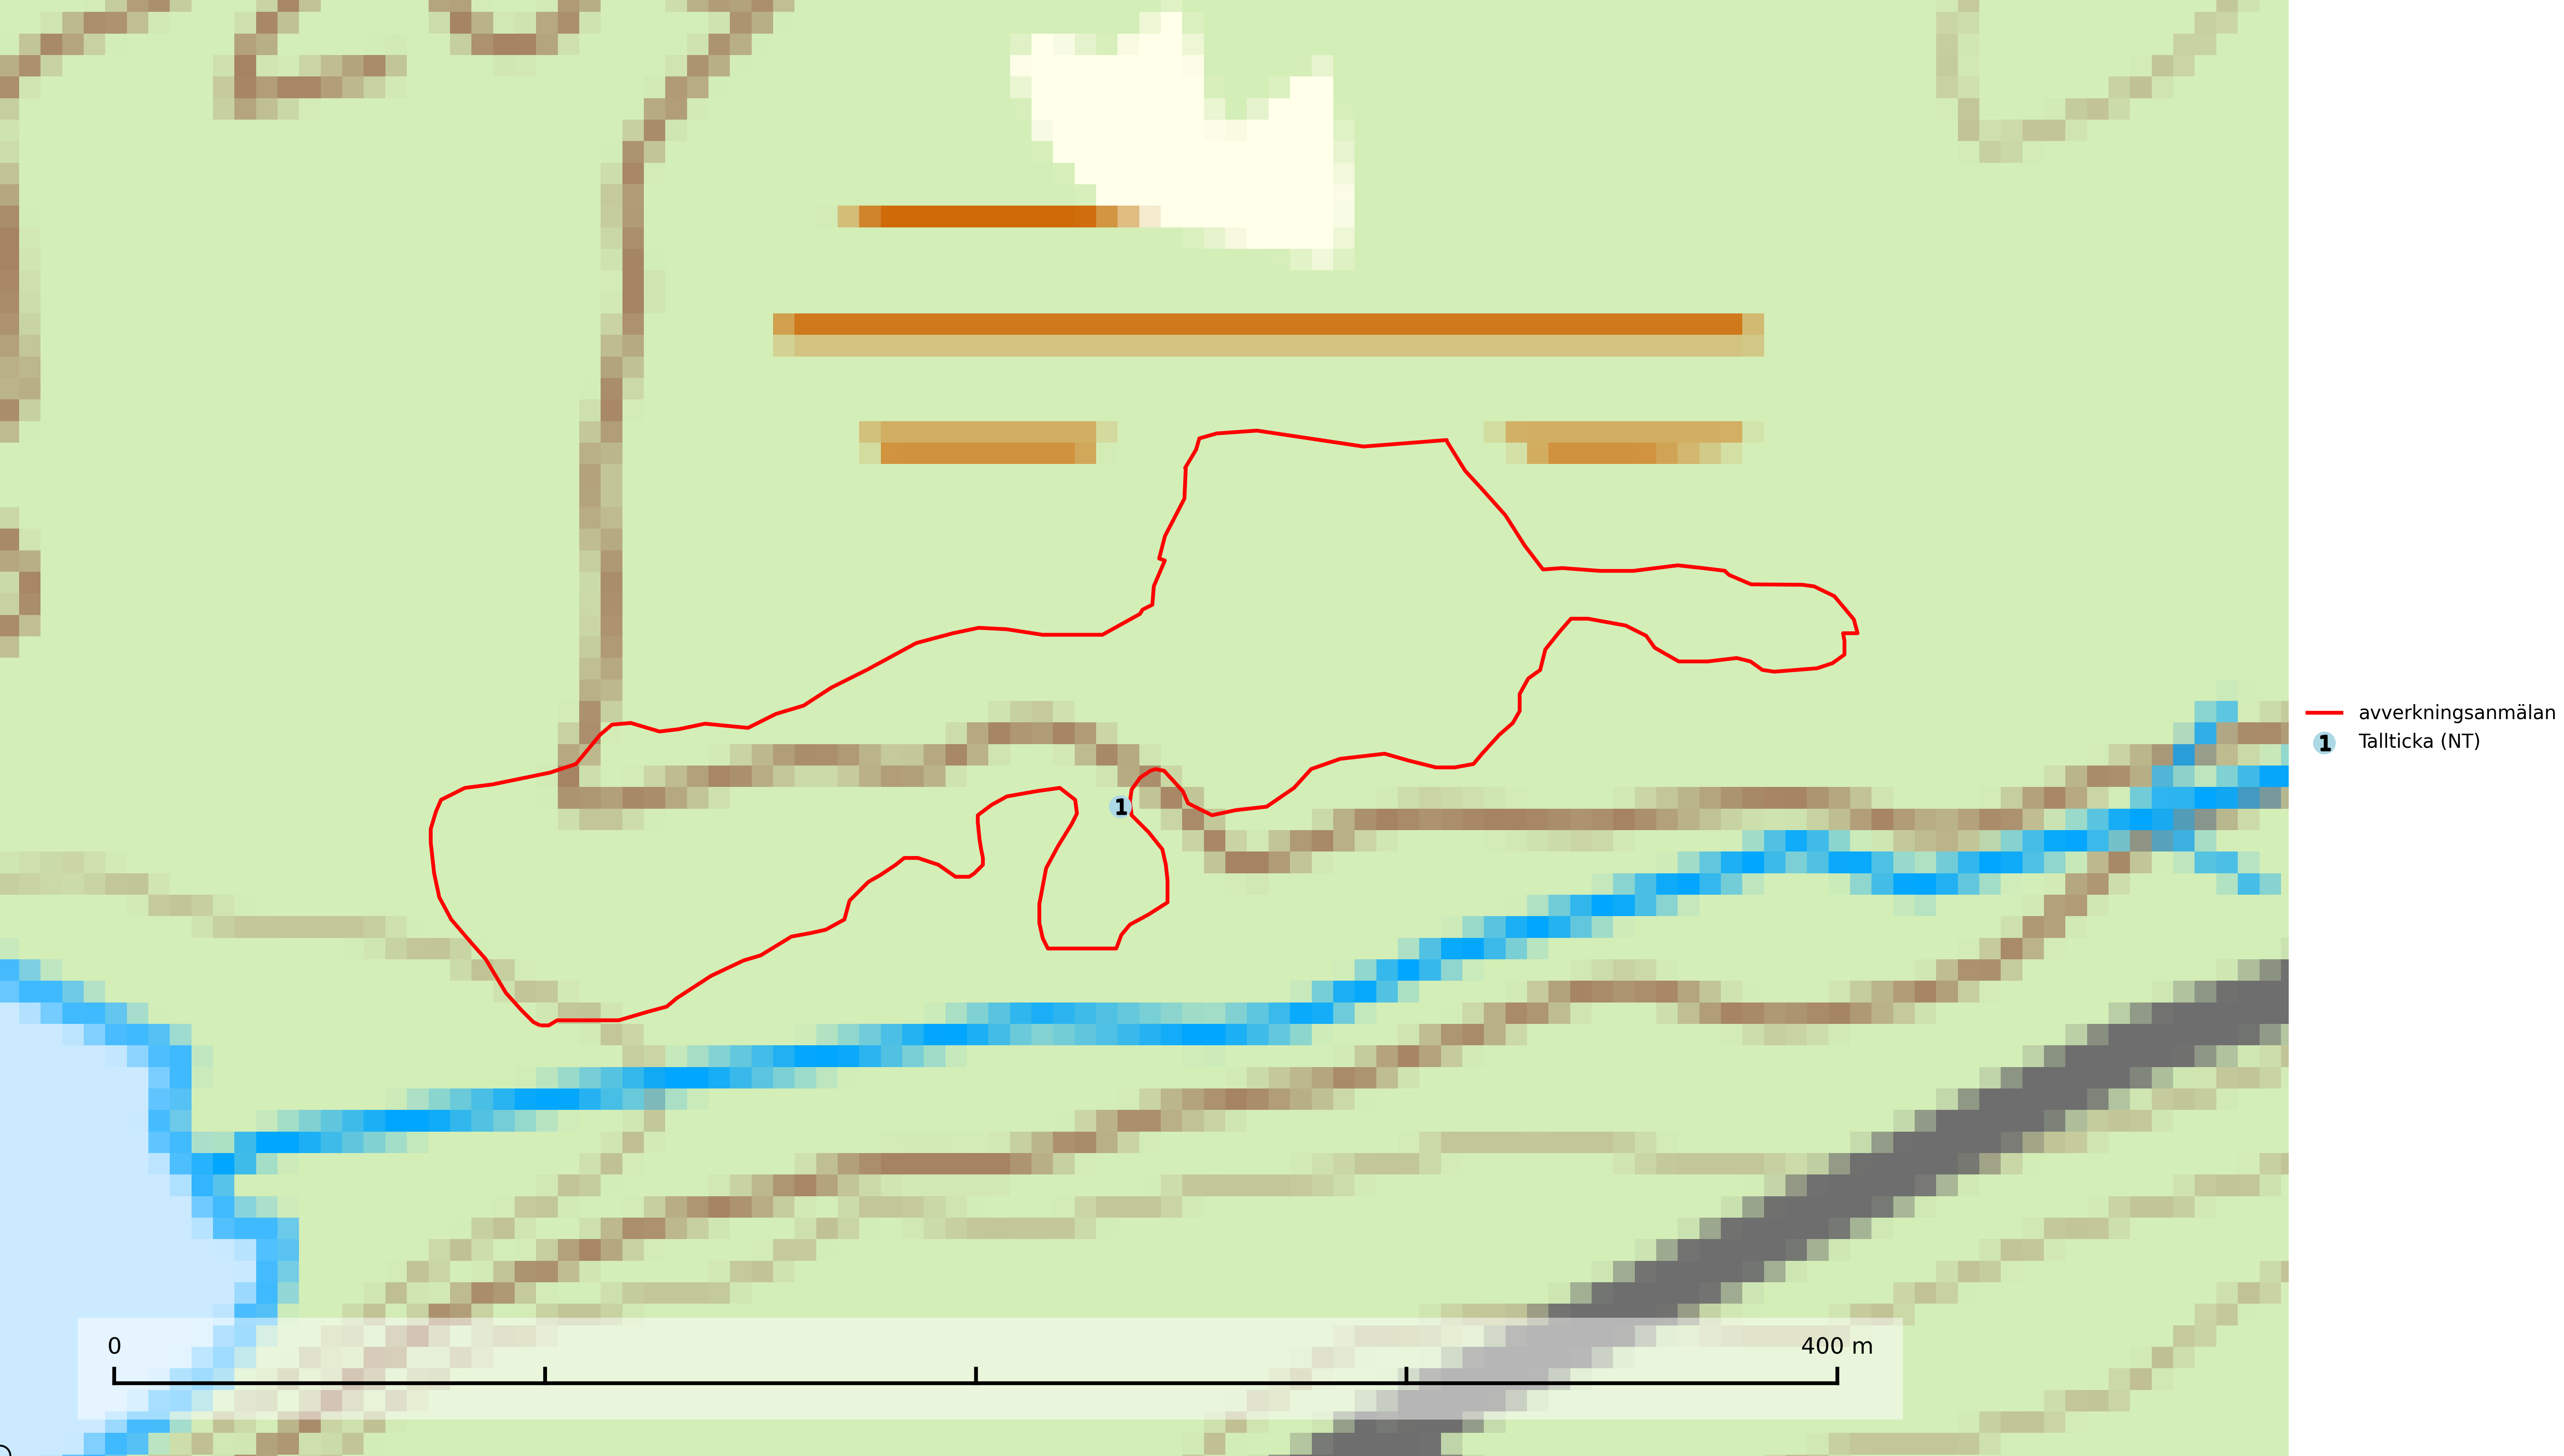 1
avverkningsanmälan
1 Tallticka (NT)
0 400 m